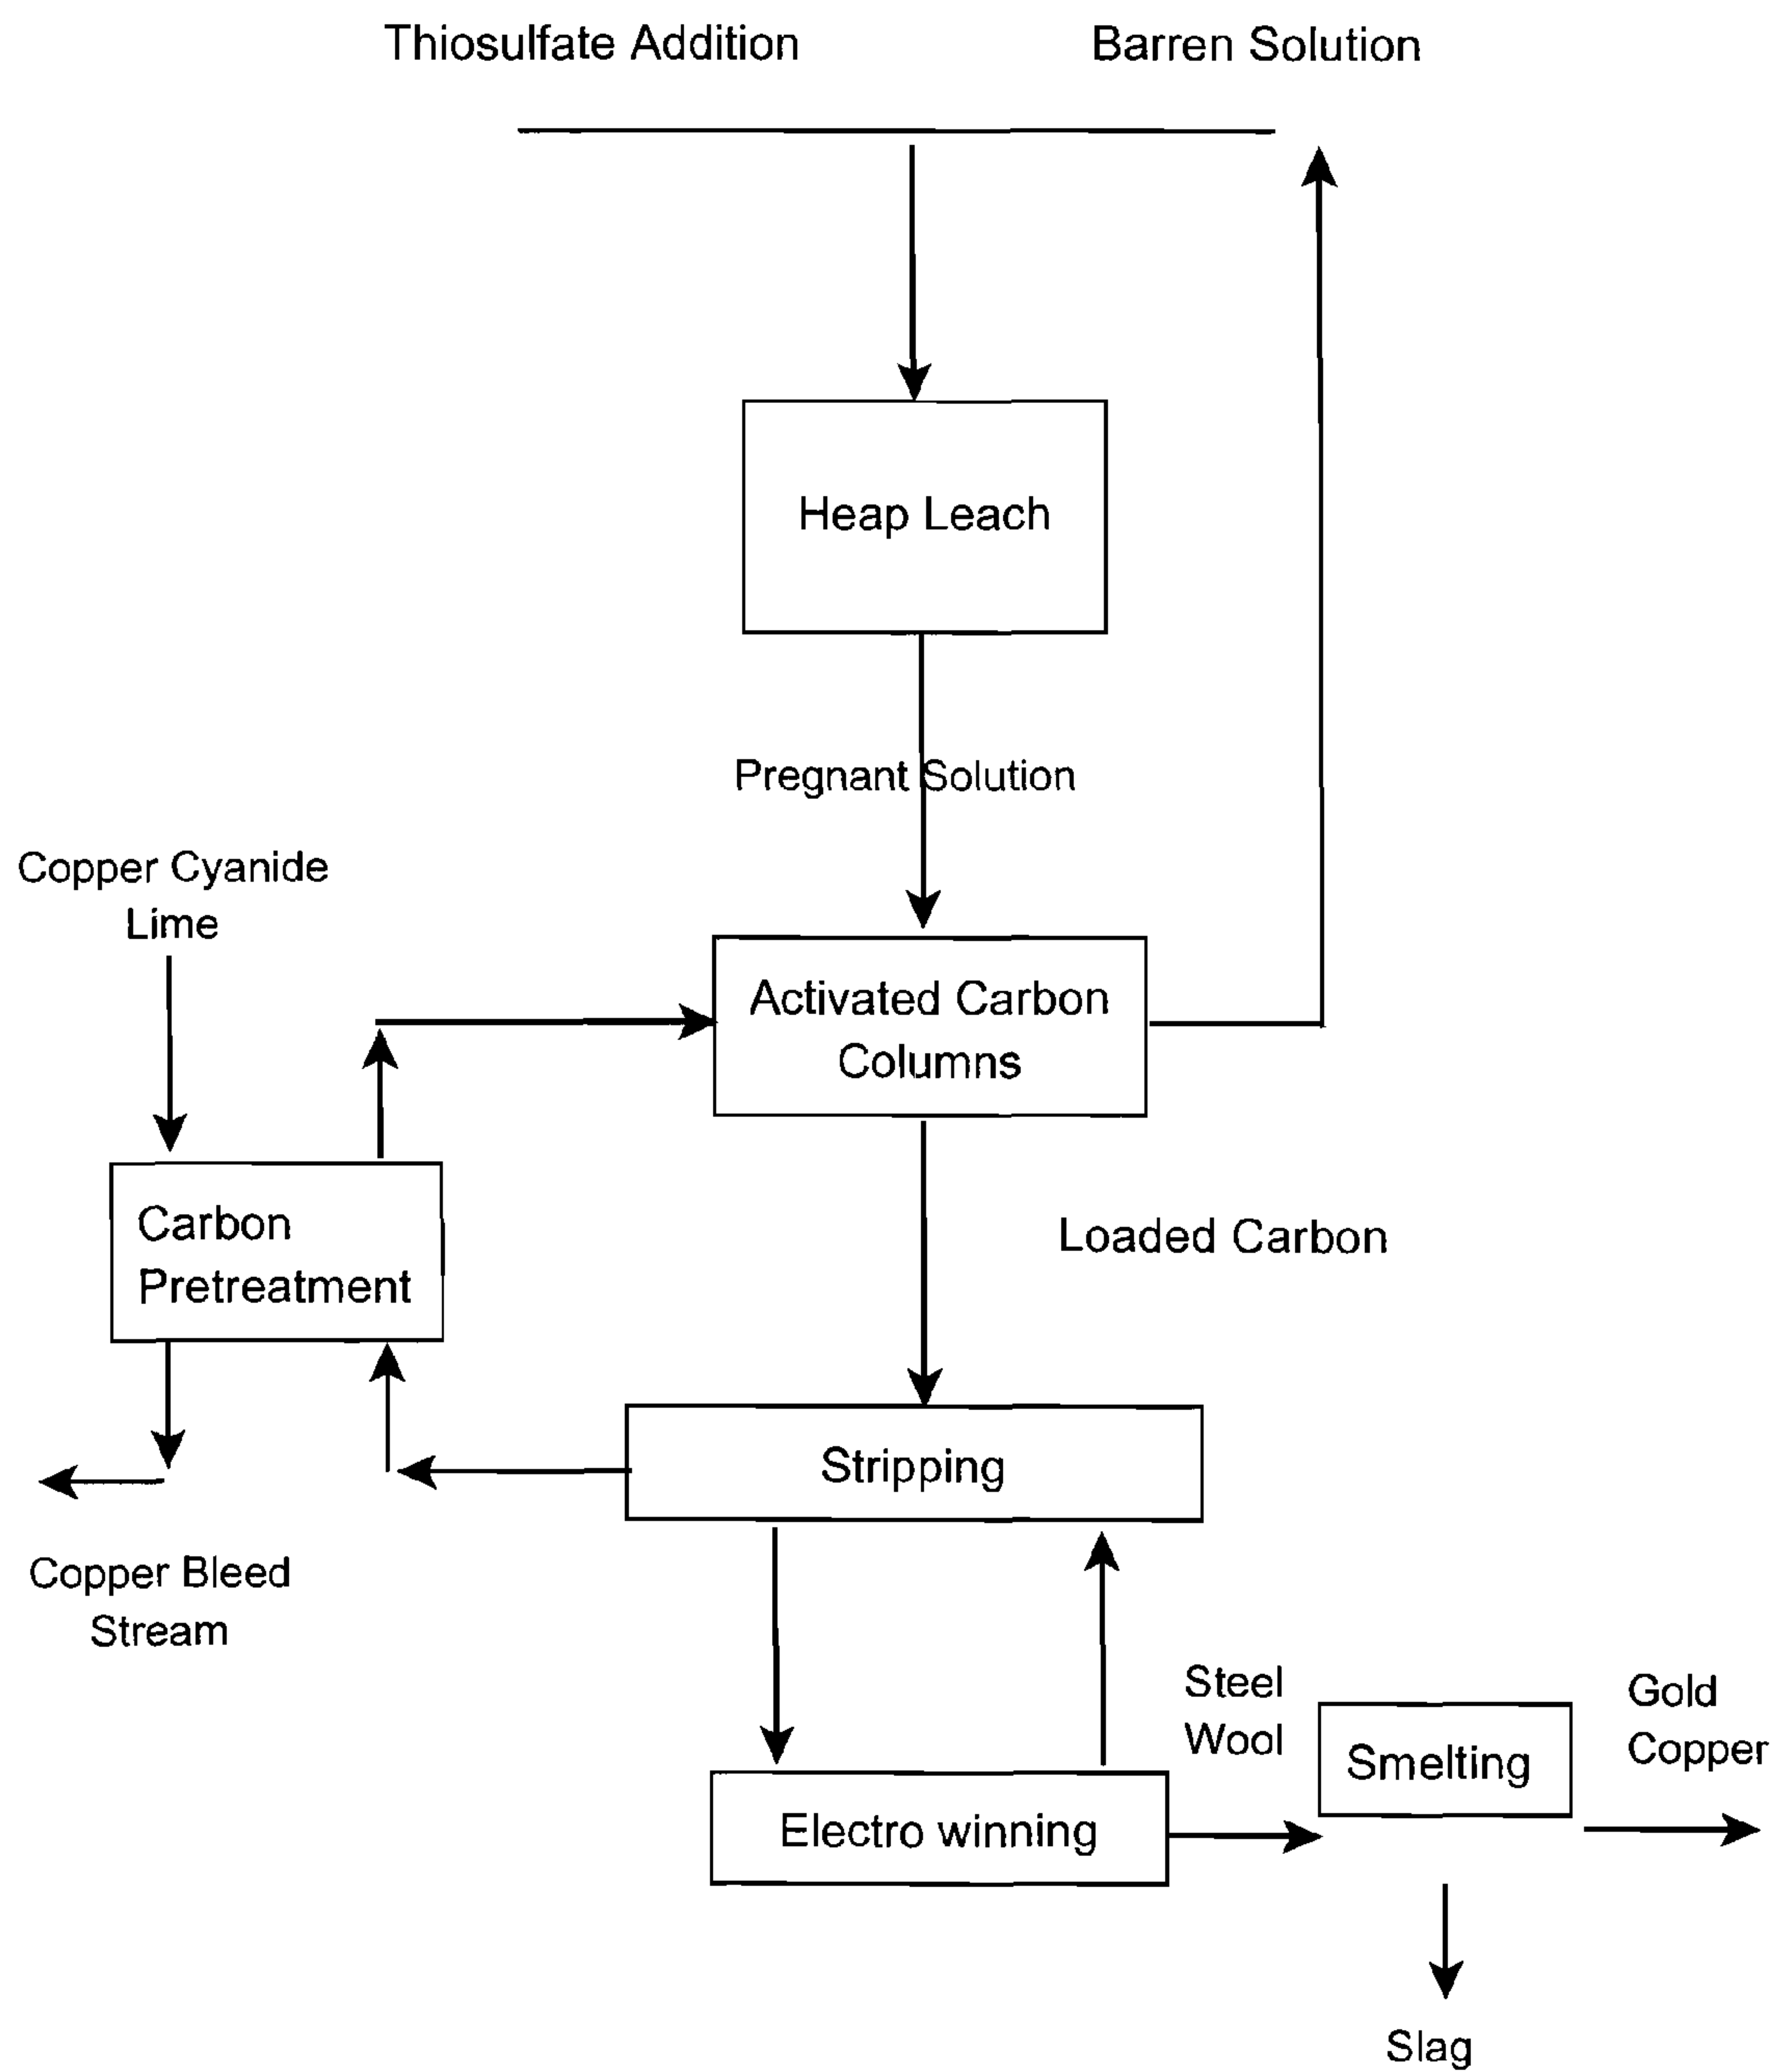 Thiosulfate Addition
Barren Solution
Heap Leach
Pregnant Solution
Copper Cyanide
Lime
Activated Carbon
Columns
Carbon
Pretreatment
Loaded Carbon
Stripping
Copper Bleed
Stream
Steel
Wool
Smelting
Gold
Copper
Electro winning
Slag